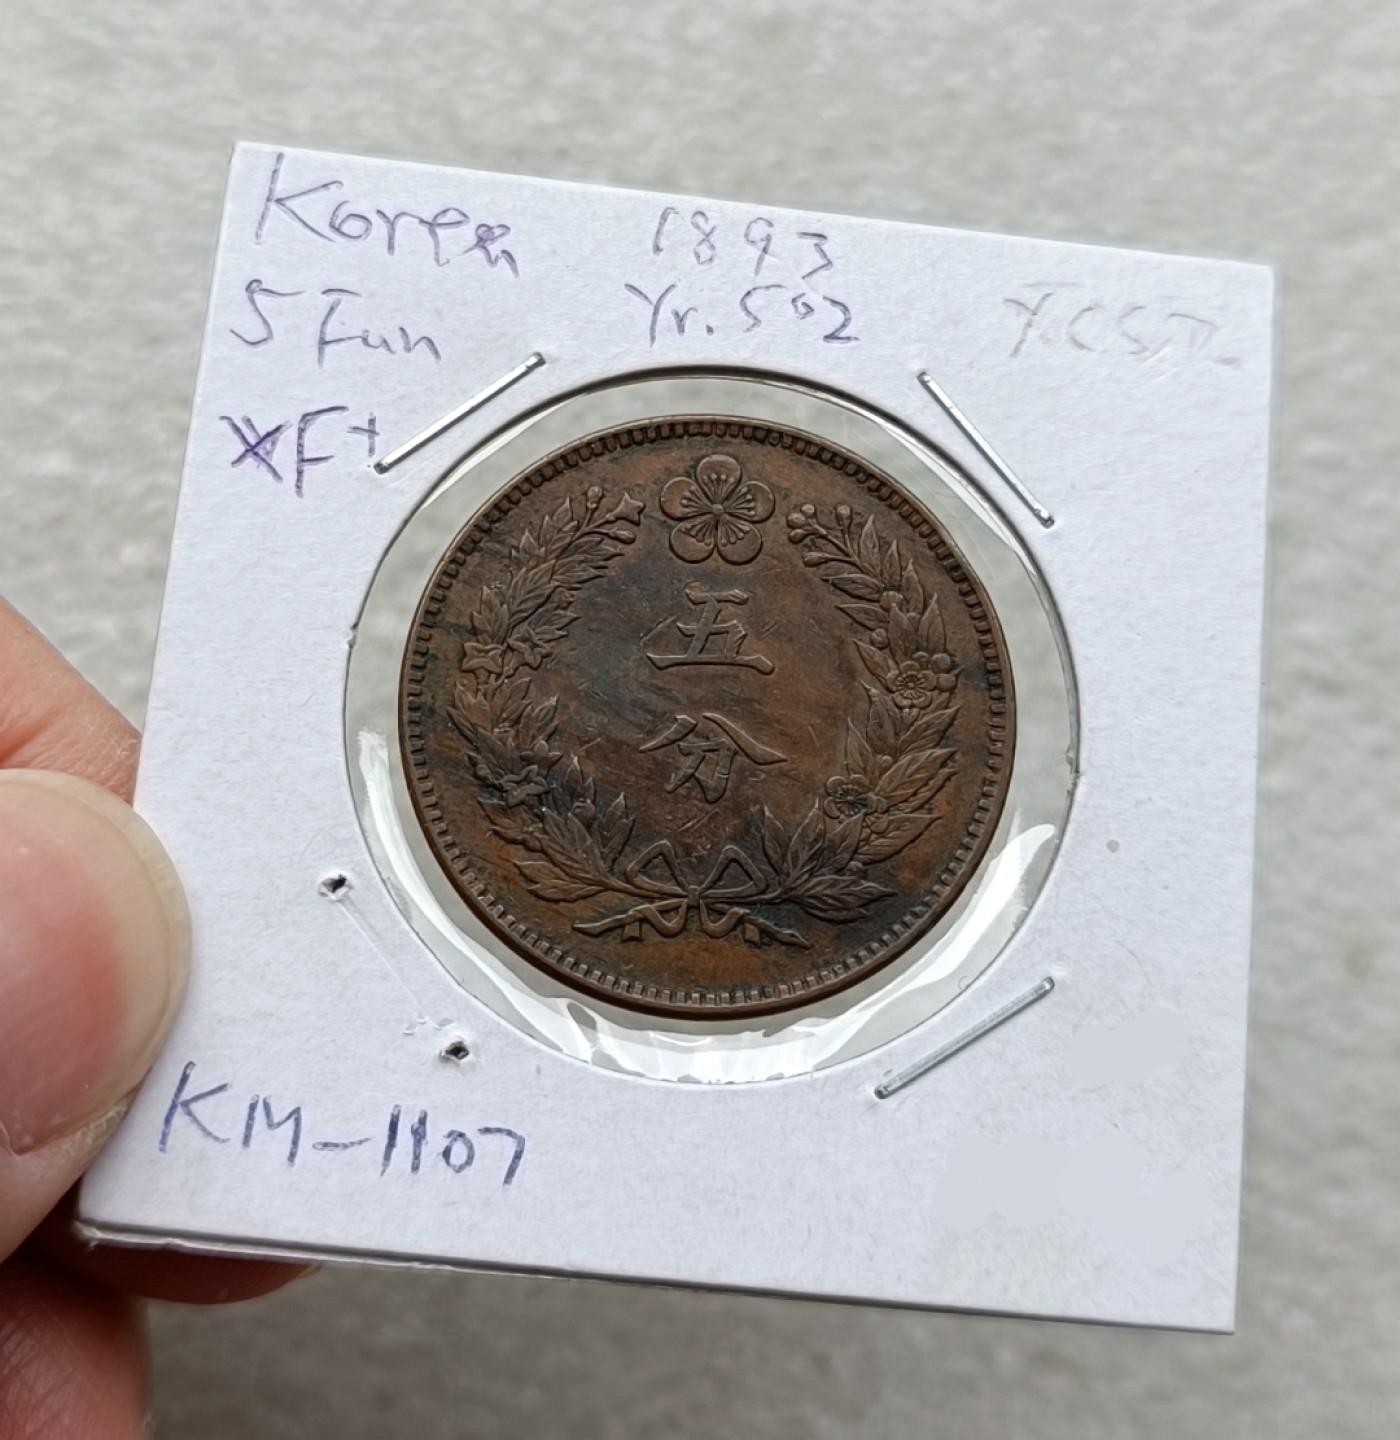 Korea 1893
5 Fun Yr. 502
XF+
五
分
KM-1107